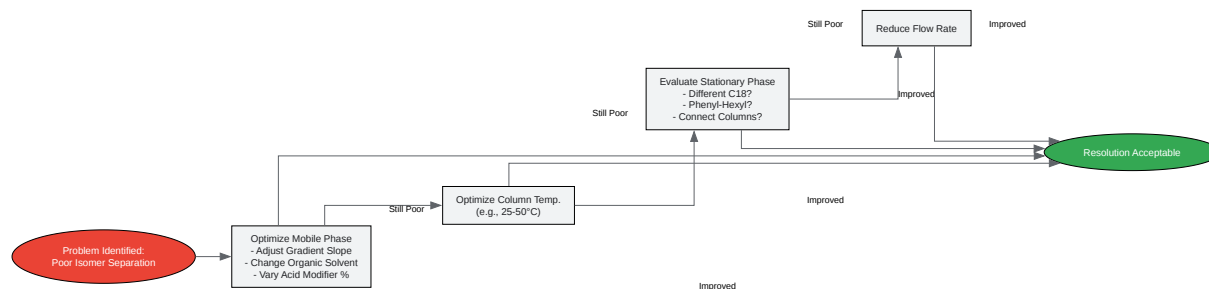 Problem Identified:
Poor Isomer Separation
Optimize Mobile Phase
- Adjust Gradient Slope
- Change Organic Solvent
- Vary Acid Modifier %
Still Poor
Optimize Column Temp.
(e.g., 25-50°C)
Still Poor
Evaluate Stationary Phase
- Different C18?
- Phenyl-Hexyl?
- Connect Columns?
Still Poor
Reduce Flow Rate
Improved
Improved
Resolution Acceptable
Improved
Improved